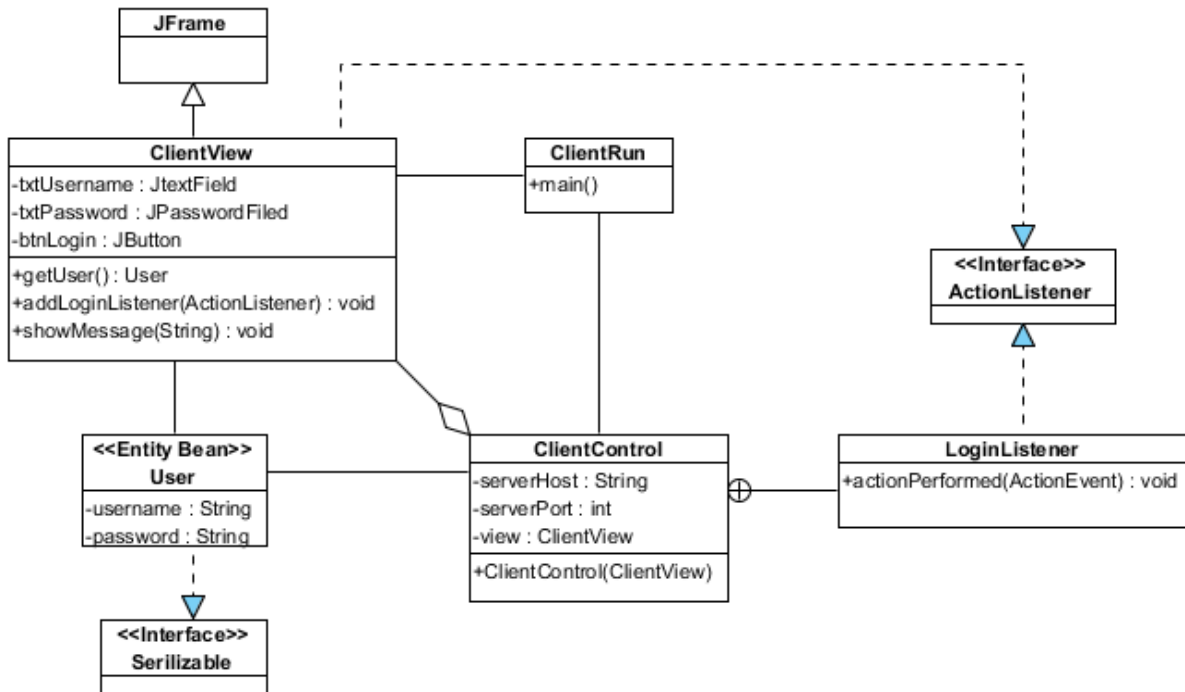 JFrame
ClientView
-txtUsername : JtextField
-txtPassword : JPasswordFiled
-btnLogin : JButton
+getUser() : User
+addLoginListener(ActionListener) : void
+showMessage(String) : void
ClientRun
+main()
<<Interface>>
ActionListener
<<Entity Bean>>
User
-username : String
-password : String
ClientControl
-serverHost : String
-serverPort : int
-view : ClientView
+ClientControl(ClientView)
LoginListener
+actionPerformed(ActionEvent) : void
<<Interface>>
Serilizable